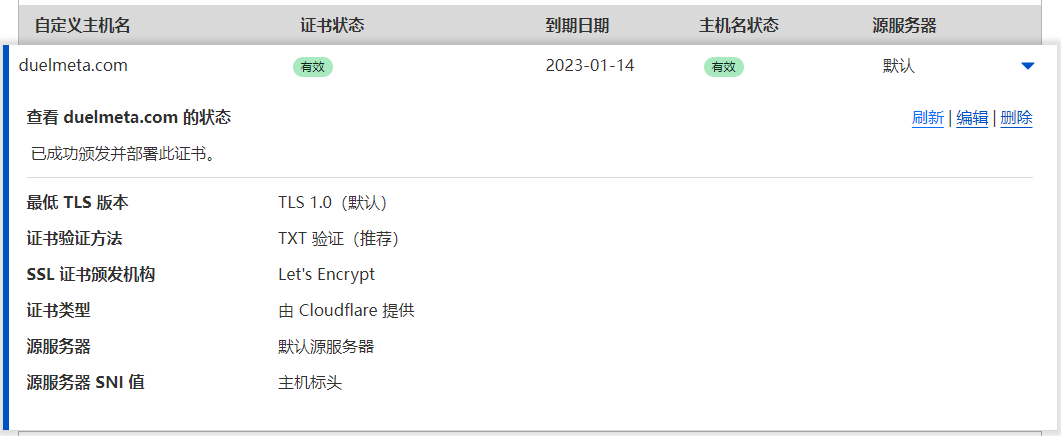 自定义主机名 证书状态 到期日期 主机名状态 源服务器
duelmeta.com 有效 2023-01-14 有效 默认
查看 duelmeta.com 的状态 刷新 | 编辑 | 删除
已成功颁发并部署此证书。
最低 TLS 版本 TLS 1.0（默认）
证书验证方法 TXT 验证（推荐）
SSL 证书颁发机构 Let's Encrypt
证书类型 由 Cloudflare 提供
源服务器 默认源服务器
源服务器 SNI 值 主机标头